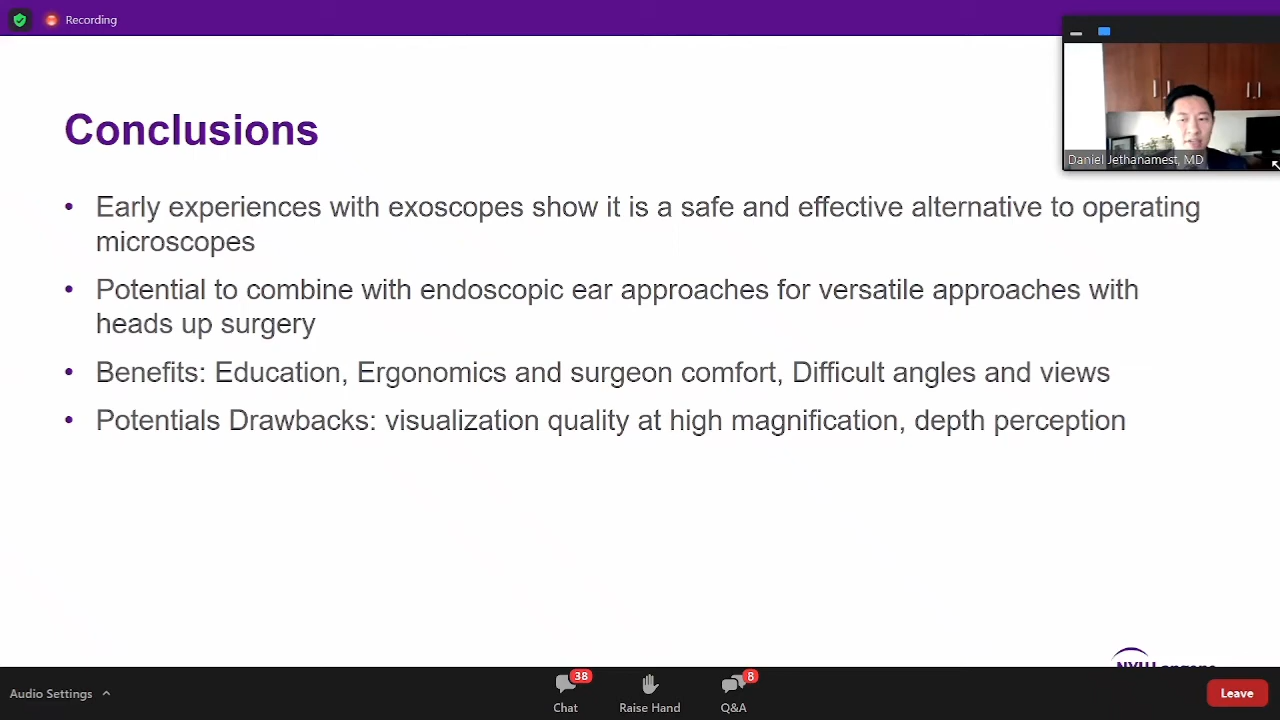 Recording
Conclusions
Daniel Jethanamest, MD
• Early experiences with exoscopes show it is a safe and effective alternative to operating
microscopes
• Potential to combine with endoscopic ear approaches for versatile approaches with
heads up surgery
• Benefits: Education, Ergonomics and surgeon comfort, Difficult angles and views
• Potentials Drawbacks: visualization quality at high magnification, depth perception
NYU Langone
Audio Settings
38
Chat
Raise Hand
8
Q&A
Leave